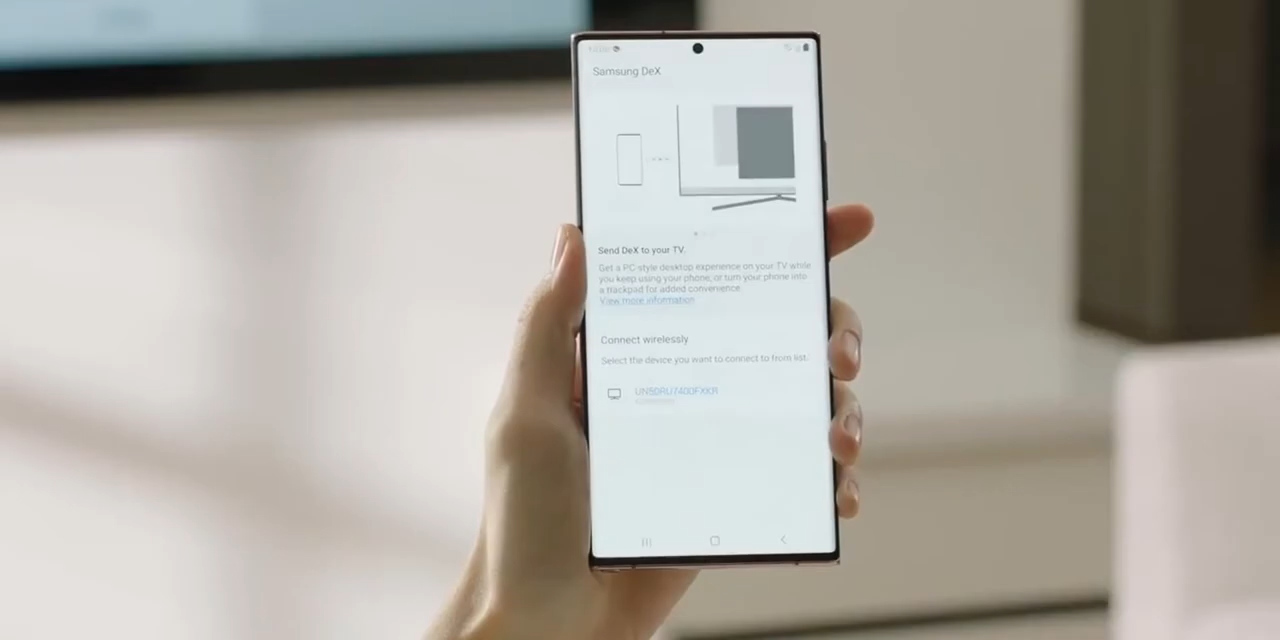 Samsung DeX
Send DeX to your TV.
Get a PC-style desktop experience on your TV while
you keep using your phone, or turn your phone into
a trackpad for added convenience.
View more information
Connect wirelessly
Select the device you want to connect to from list.
UN50RU7400FXKR